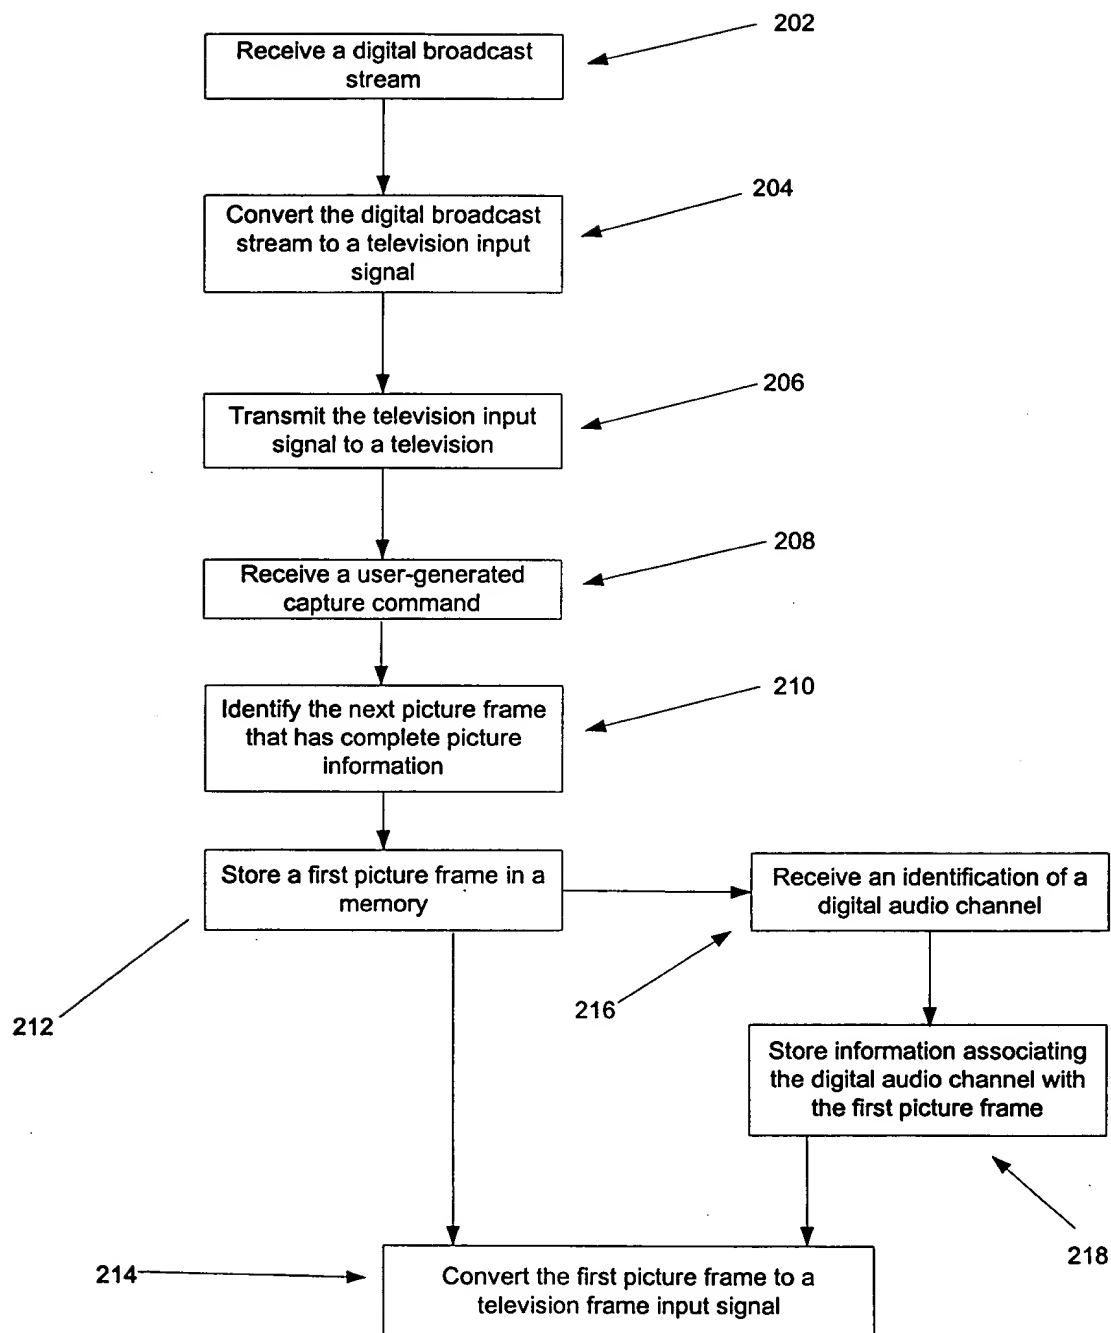 202
Receive a digital broadcast
stream
204
Convert the digital broadcast
stream to a television input
signal
206
Transmit the television input
signal to a television
208
Receive a user-generated
capture command
210
Identify the next picture frame
that has complete picture
information
Store a first picture frame in a
memory
212
Receive an identification of a
digital audio channel
216
Store information associating
the digital audio channel with
the first picture frame
218
214
Convert the first picture frame to a
television frame input signal